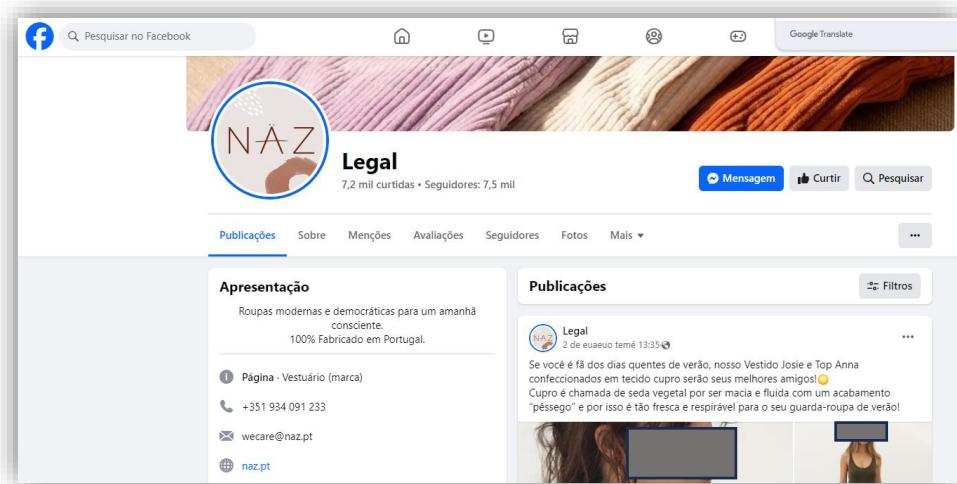 Pesquisar no Facebook
Google Translate
NÄZ
Legal
7,2 mil curtidas • Seguidores: 7,5 mil
Mensagem
Curtir
Pesquisar
Publicações Sobre Menções Avaliações Seguidores Fotos Mais
Apresentação
Roupas modernas e democráticas para um amanhã
consciente.
100% Fabricado em Portugal.
Página · Vestuário (marca)
+351 934 091 233
wecare@naz.pt
naz.pt
Publicações
Filtros
NÄZ
Legal
2 de euaeuo temé 13:35
Se você é fã dos dias quentes de verão, nosso Vestido Josie e Top Anna
confeccionados em tecido cupro serão seus melhores amigos!
Cupro é chamada de seda vegetal por ser macia e fluida com um acabamento
"pêssego" e por isso é tão fresca e respirável para o seu guarda-roupa de verão!